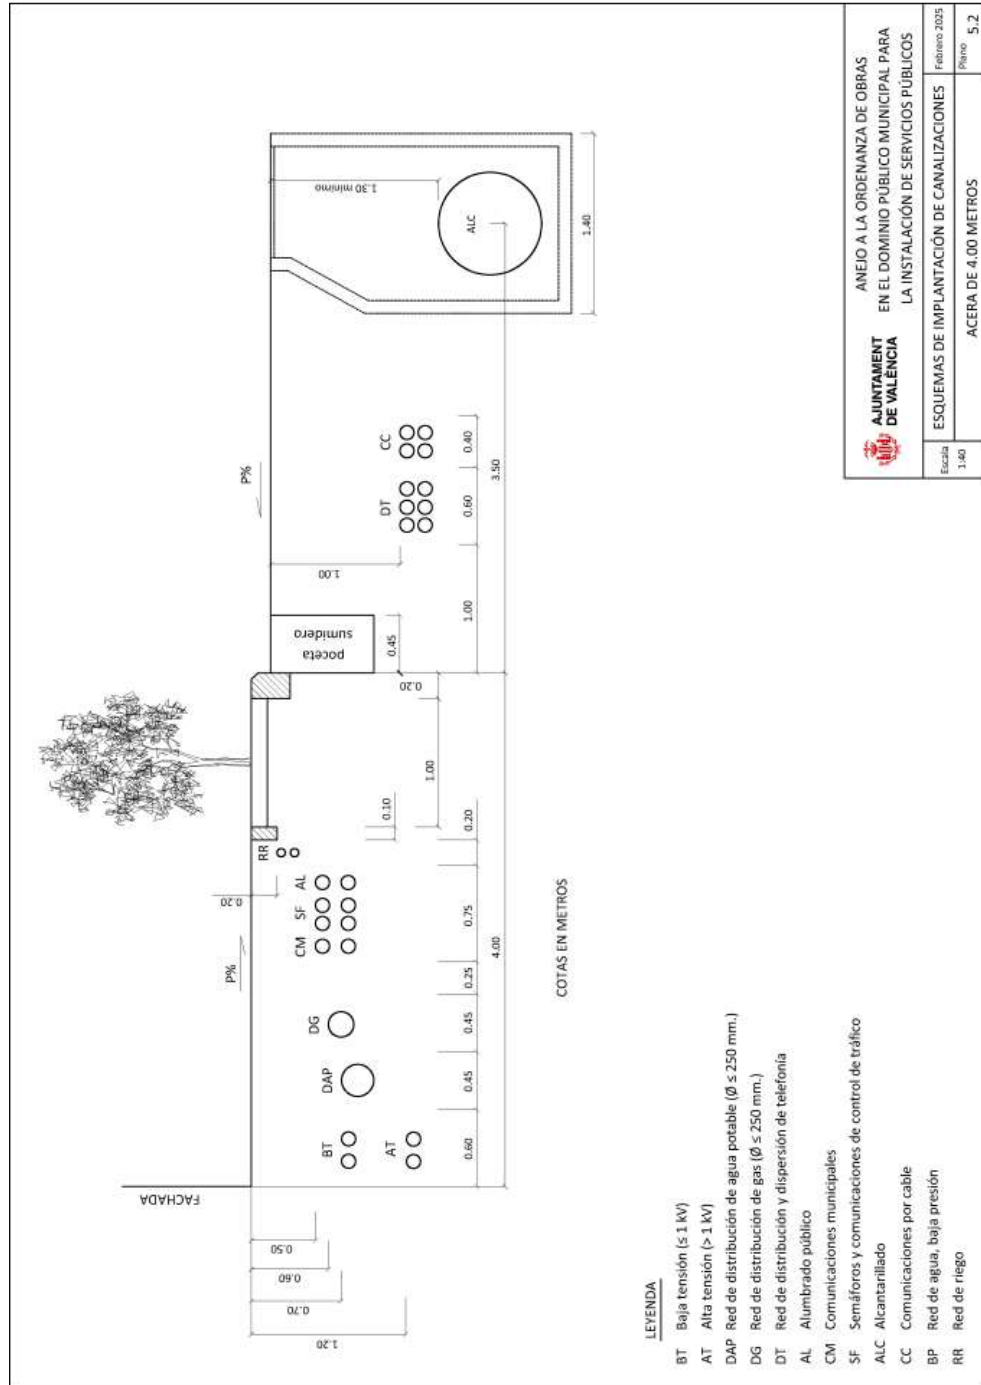 FACHADA
P%
P%
0.50
0.60
0.70
1.20
BT
AT
DAP
DG
CM
SF
AL
RR
0.20
poceta
sumidero
1.00
DT
CC
ALC
1.30 mínimo
1.40
0.10
1.00
0.20
0.45
0.60
0.45
0.45
0.25
0.75
0.20
1.00
0.60
0.40
4.00
3.50
COTAS EN METROS
LEYENDA
BT Baja tensión (≤ 1 kV)
AT Alta tensión (> 1 kV)
DAP Red de distribución de agua potable (Ø ≤ 250 mm.)
DG Red de distribución de gas (Ø ≤ 250 mm.)
DT Red de distribución y dispersión de telefonía
AL Alumbrado público
CM Comunicaciones municipales
SF Semáforos y comunicaciones de control de tráfico
ALC Alcantarillado
CC Comunicaciones por cable
BP Red de agua, baja presión
RR Red de riego
AJUNTAMENT
DE VALÈNCIA
ANEJO A LA ORDENANZA DE OBRAS
EN EL DOMINIO PÚBLICO MUNICIPAL PARA
LA INSTALACIÓN DE SERVICIOS PÚBLICOS
Escala
1:40
ESQUEMAS DE IMPLANTACIÓN DE CANALIZACIONES
ACERA DE 4.00 METROS
Febrero 2025
Plano
5.2